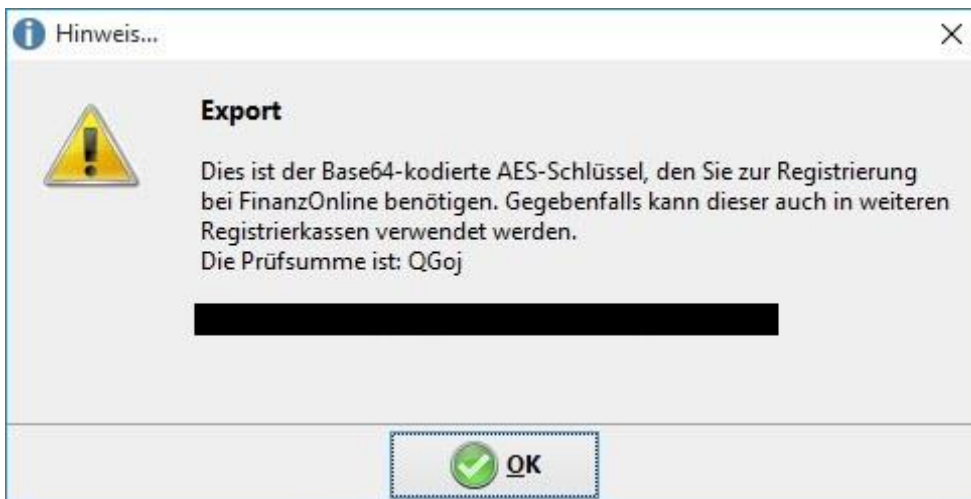 Hinweis...
Export
Dies ist der Base64-kodierte AES-Schlüssel, den Sie zur Registrierung
bei FinanzOnline benötigen. Gegebenfalls kann dieser auch in weiteren
Registrierkassen verwendet werden.
Die Prüfsumme ist: QGoj
OK